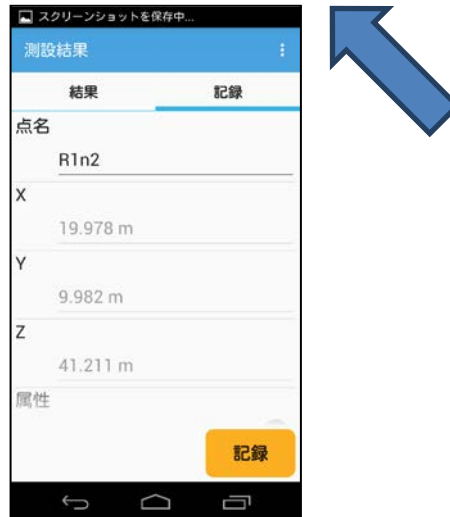 スクリーンショットを保存中...
測設結果
結果 記録
点名
R1n2
X
19.978 m
Y
9.982 m
Z
41.211 m
属性
記録